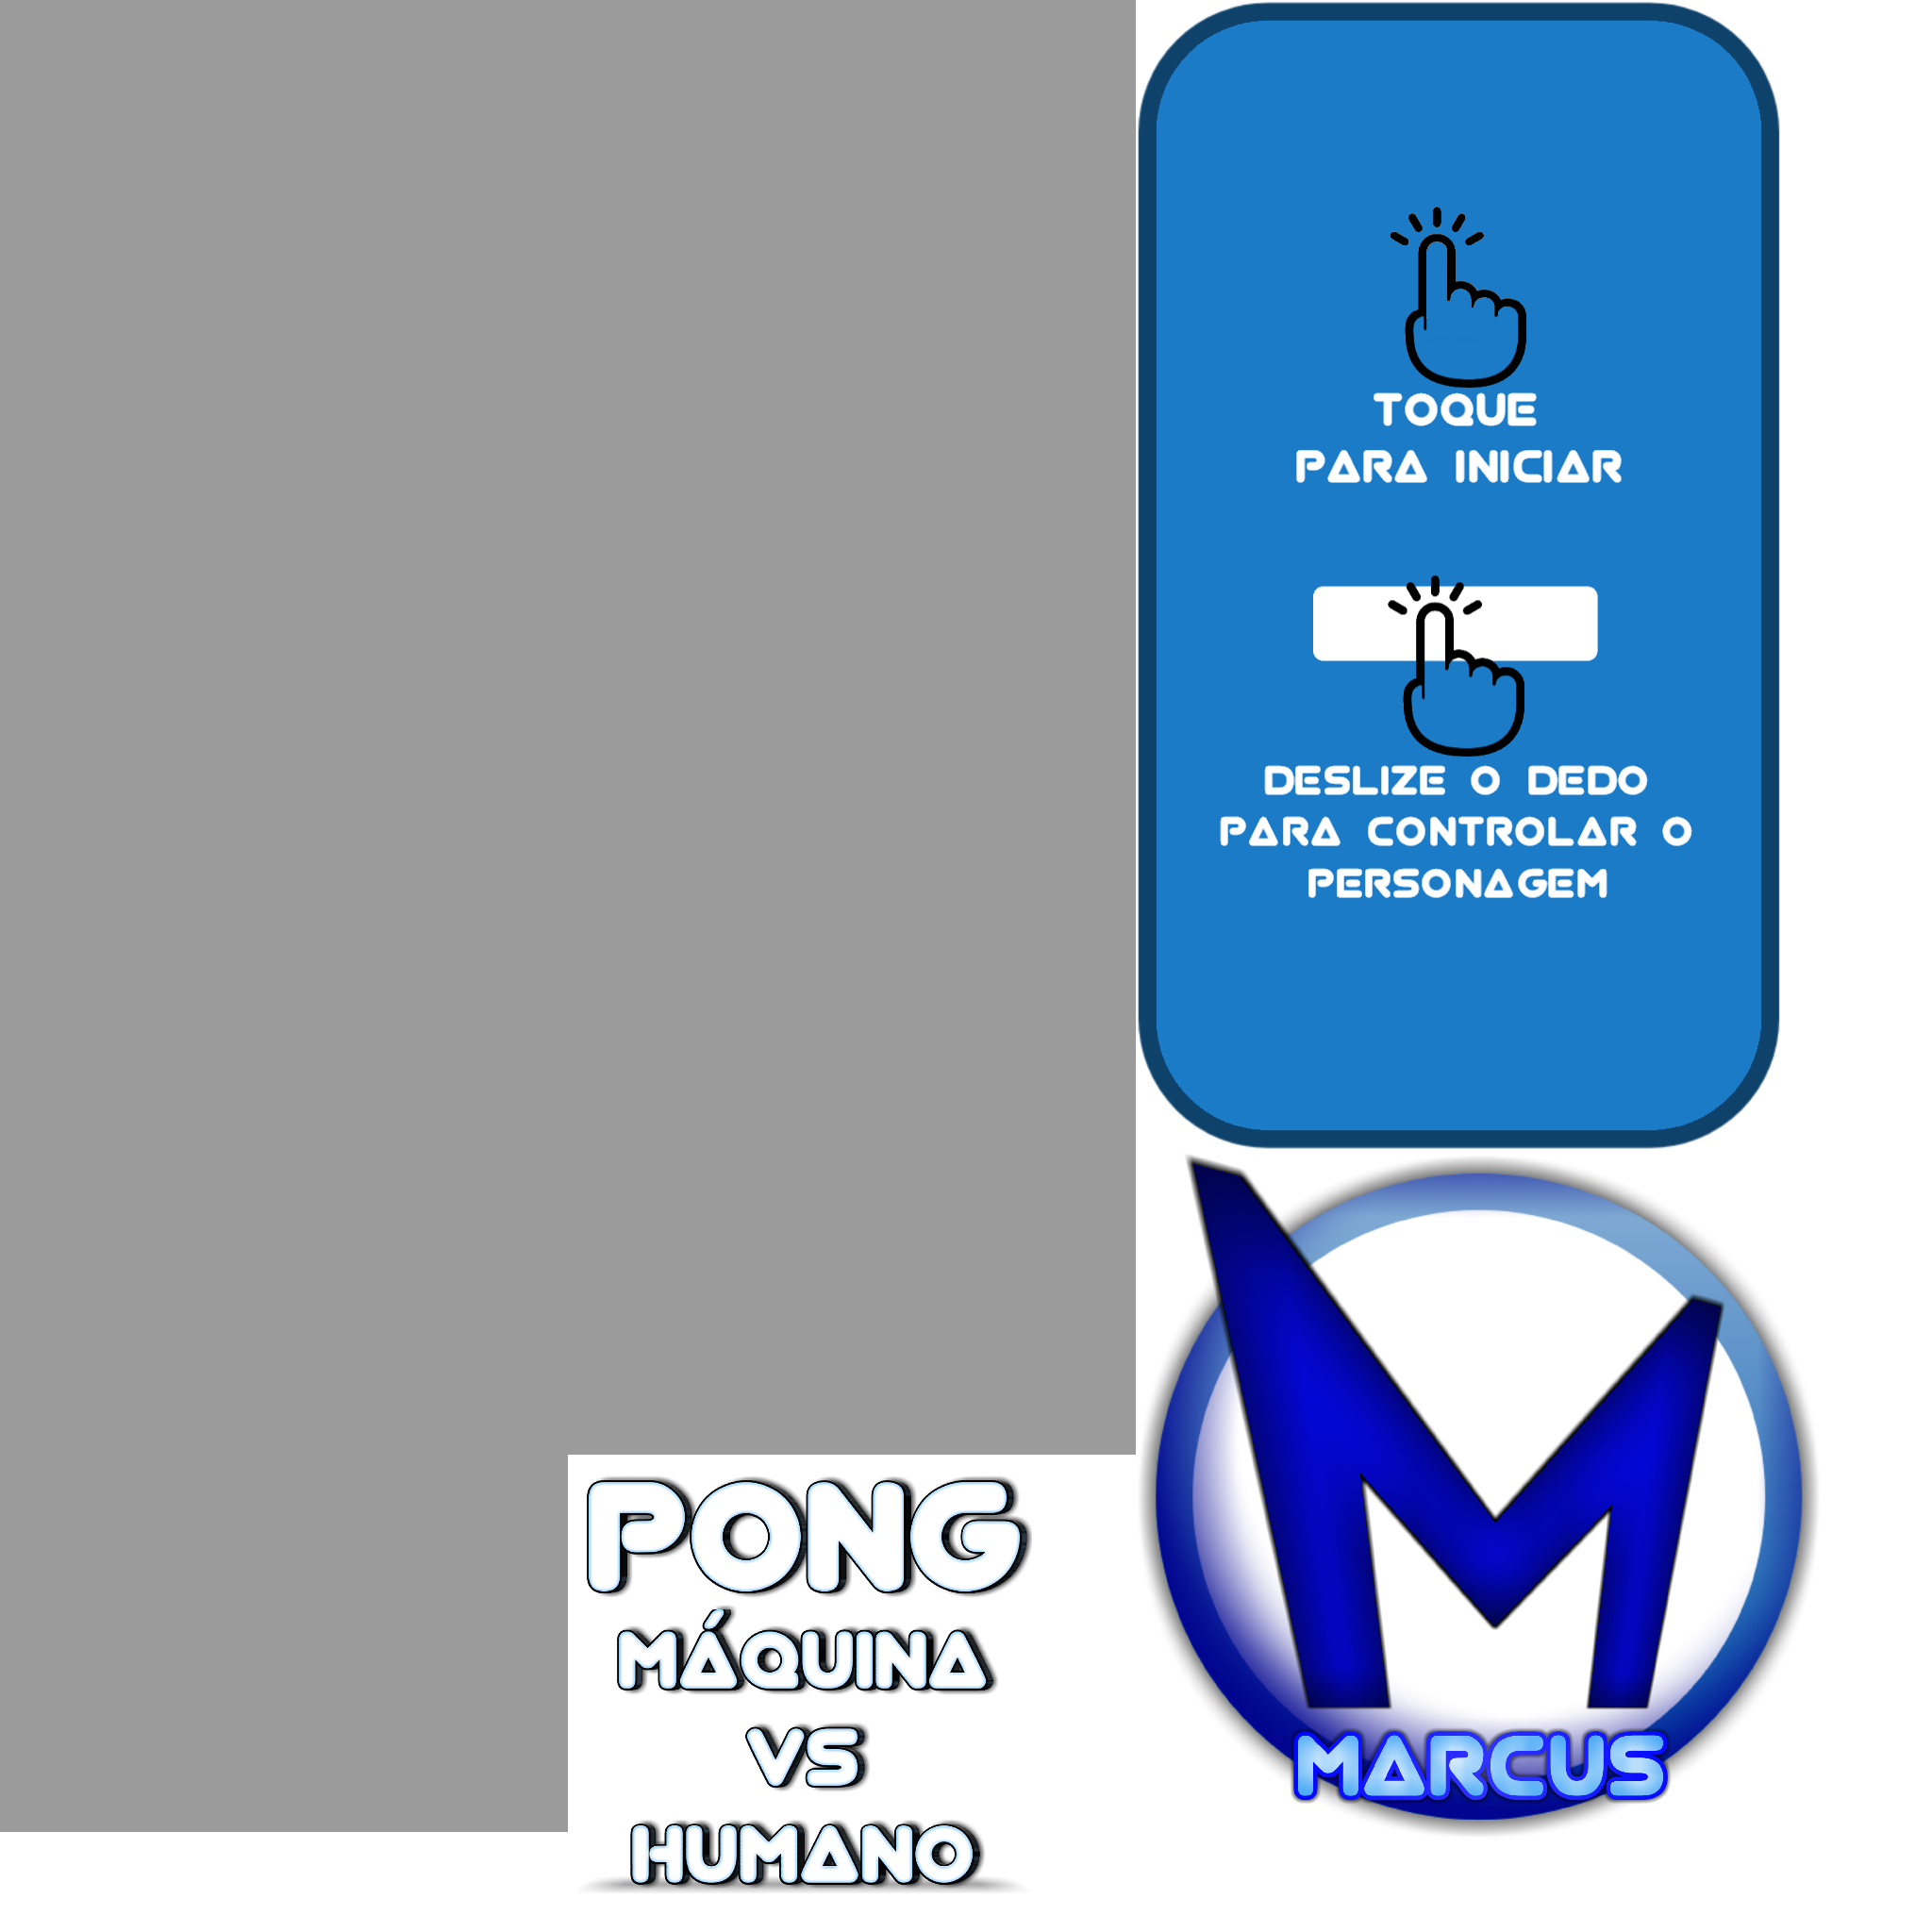 TOQUE
PARA INICIAR
DESLIZE O DEDO
PARA CONTROLAR O
PERSONAGEM
PONG
MÁQUINA
VS
HUMANO
M
MARCUS